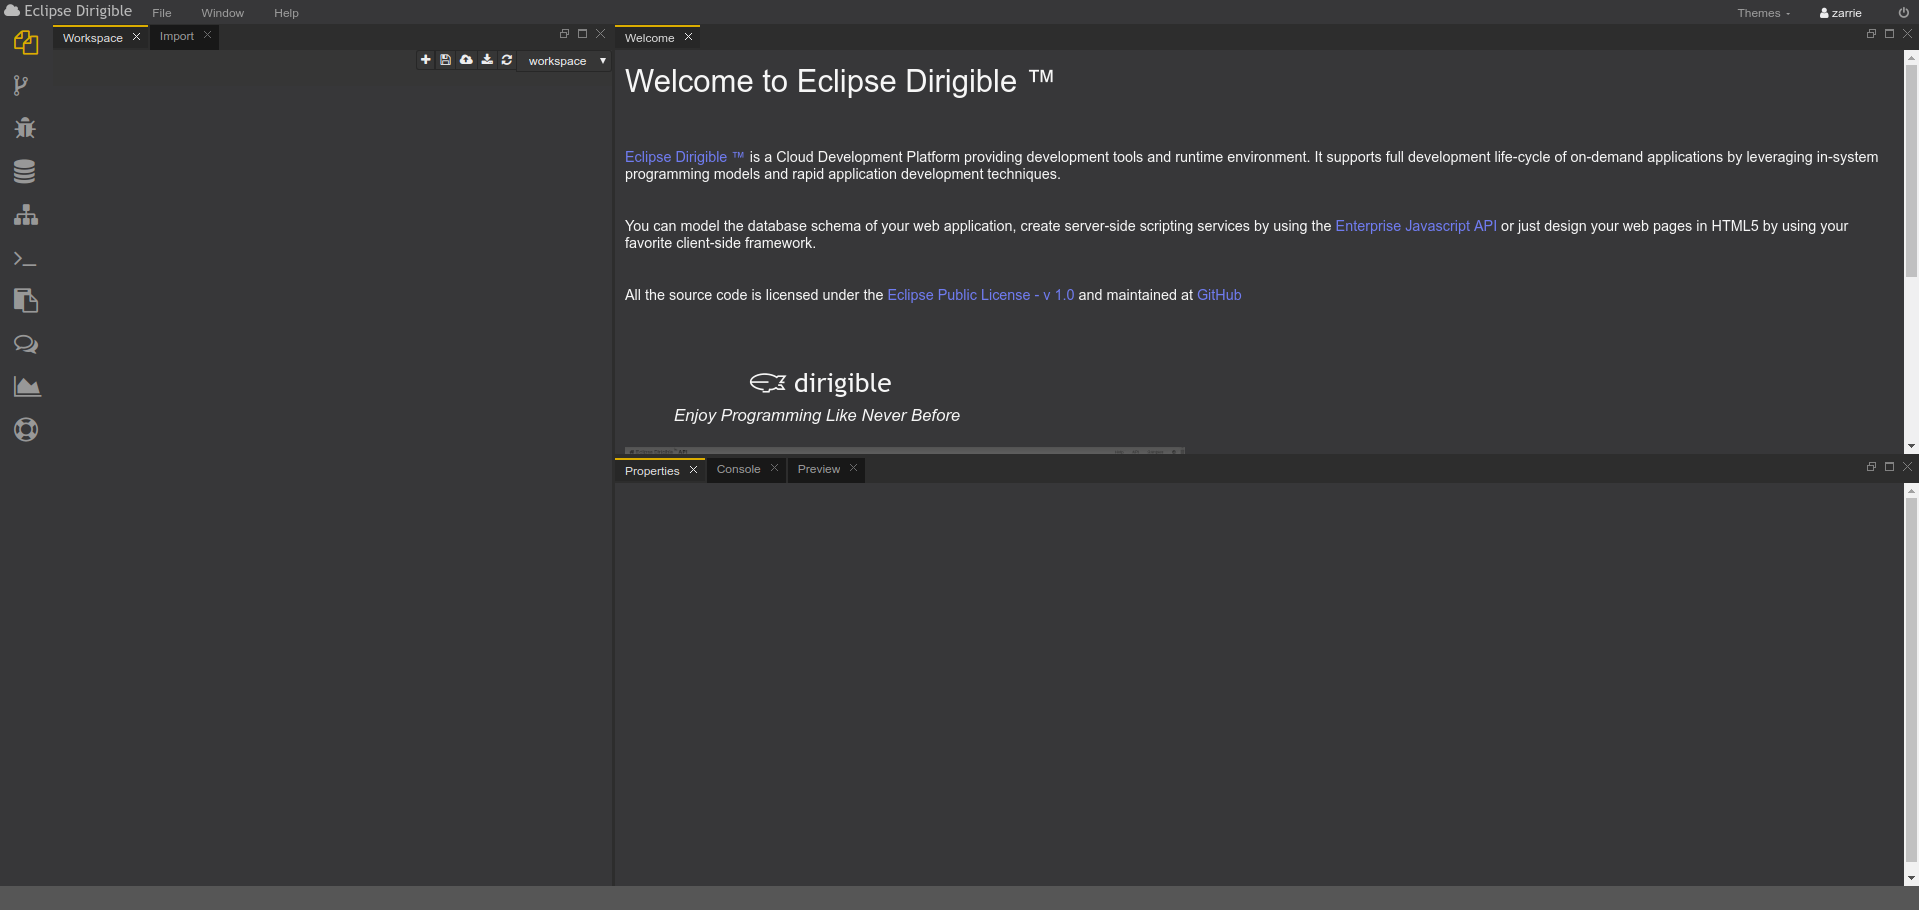 Eclipse Dirigible File Window Help Themes zarrie
Workspace Import
workspace
Welcome
Welcome to Eclipse Dirigible ™
Eclipse Dirigible ™ is a Cloud Development Platform providing development tools and runtime environment. It supports full development life-cycle of on-demand applications by leveraging in-system
programming models and rapid application development techniques.
You can model the database schema of your web application, create server-side scripting services by using the Enterprise Javascript API or just design your web pages in HTML5 by using your
favorite client-side framework.
All the source code is licensed under the Eclipse Public License - v 1.0 and maintained at GitHub
dirigible
Enjoy Programming Like Never Before
Properties Console Preview